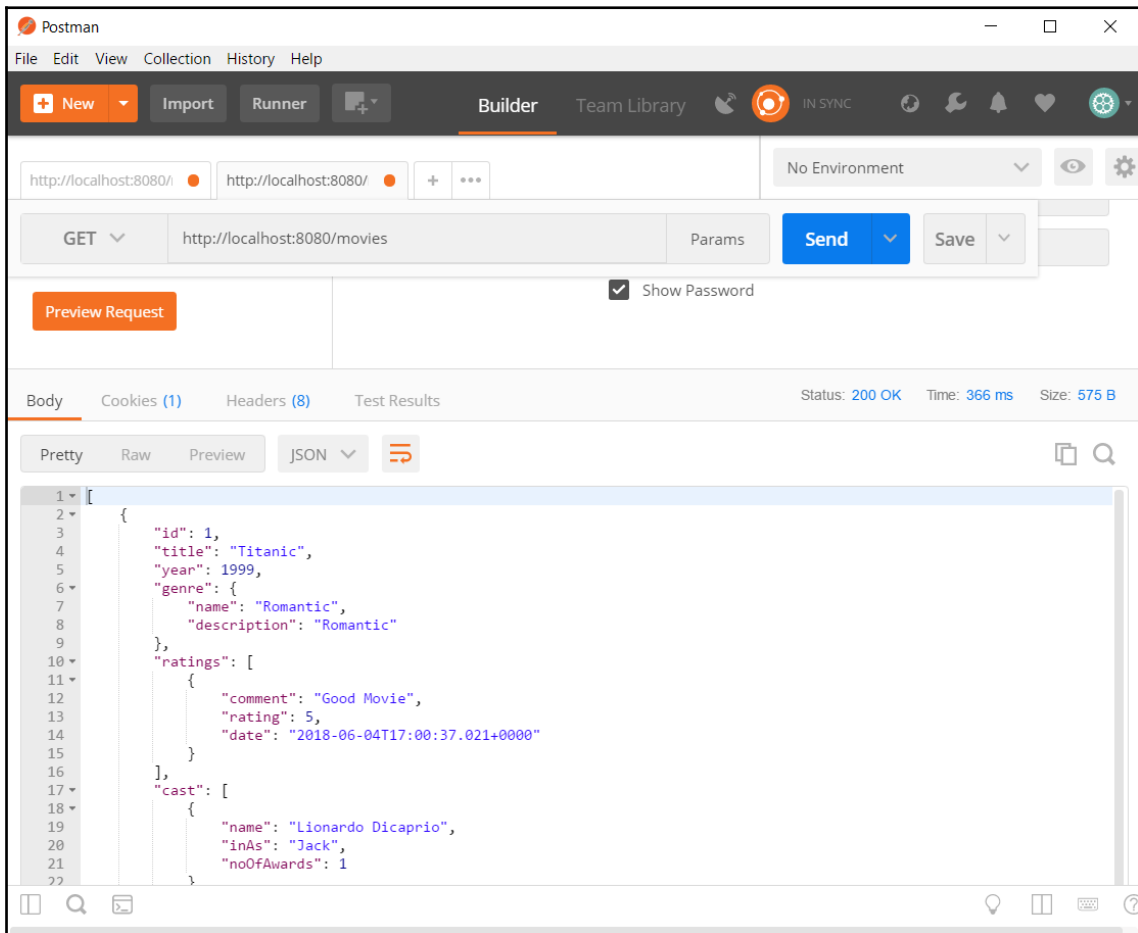 Postman
File Edit View Collection History Help
New Import Runner Builder Team Library IN SYNC
http://localhost:8080/ http://localhost:8080/ + No Environment
GET http://localhost:8080/movies Params Send Save
Preview Request Show Password
Body Cookies (1) Headers (8) Test Results Status: 200 OK Time: 366 ms Size: 575 B
Pretty Raw Preview JSON
1 [
2 {
3 "id": 1,
4 "title": "Titanic",
5 "year": 1999,
6 "genre": {
7 "name": "Romantic",
8 "description": "Romantic"
9 },
10 "ratings": [
11 {
12 "comment": "Good Movie",
13 "rating": 5,
14 "date": "2018-06-04T17:00:37.021+0000"
15 }
16 ],
17 "cast": [
18 {
19 "name": "Lionardo Dicaprio",
20 "inAs": "Jack",
21 "noOfAwards": 1
22 }